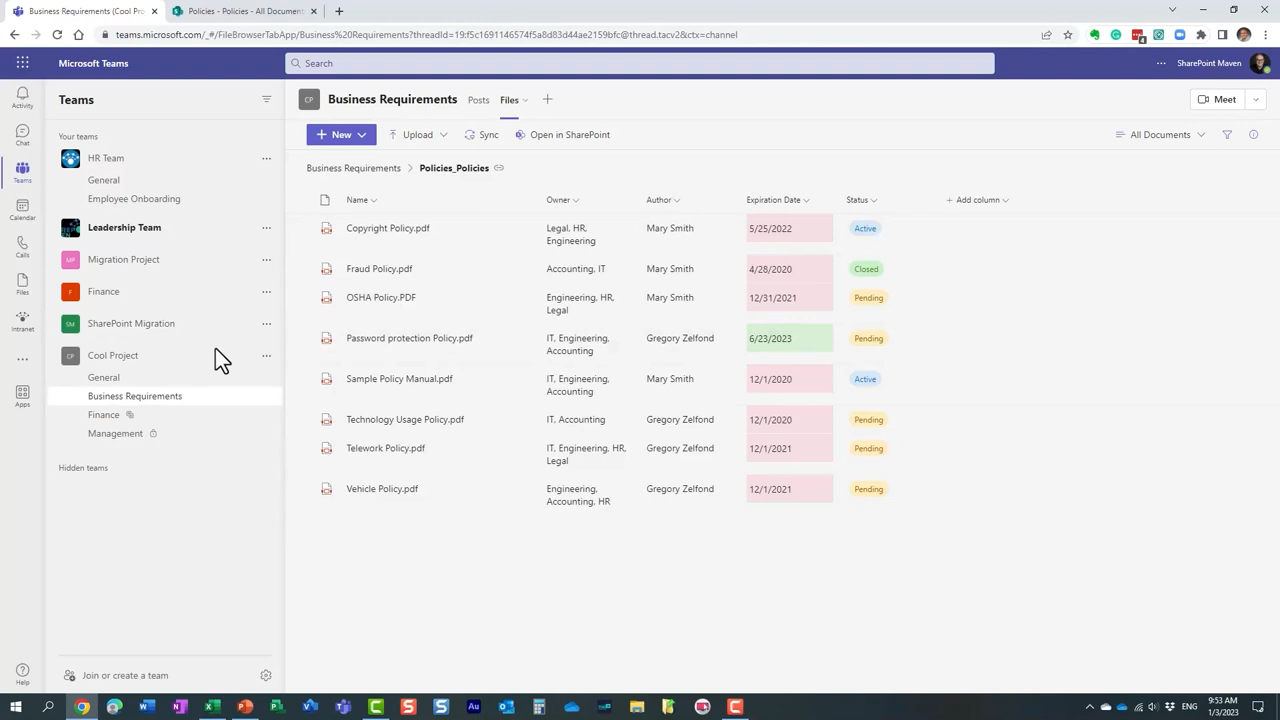 Business Requirements (Cool Pro
Policies - Policies - All Document
teams.microsoft.com/_#/FileBrowserTabApp/Business%20Requirements?threadId=19:f5c1691146574f5a8d83d44ae2159bfc@thread.tacv2&ctx=channel
Microsoft Teams
Search
SharePoint Maven
Activity
Chat
Teams
Calendar
Calls
Files
Intranet
Apps
Help
Teams
Your teams
HR Team
General
Employee Onboarding
Leadership Team
MP Migration Project
F Finance
SM SharePoint Migration
CP Cool Project
General
Business Requirements
Finance
Management
Hidden teams
Join or create a team
CP Business Requirements Posts Files
Meet
New Upload Sync Open in SharePoint All Documents
Business Requirements > Policies_Policies
Name Owner Author Expiration Date Status + Add column
Copyright Policy.pdf Legal, HR, Mary Smith 5/25/2022 Active
Engineering
Fraud Policy.pdf Accounting, IT Mary Smith 4/28/2020 Closed
OSHA Policy.PDF Engineering, HR, Mary Smith 12/31/2021 Pending
Legal
Password protection Policy.pdf IT, Engineering, Gregory Zelfond 6/23/2023 Pending
Accounting
Sample Policy Manual.pdf IT, Engineering, Mary Smith 12/1/2020 Active
Accounting
Technology Usage Policy.pdf IT, Accounting Gregory Zelfond 12/1/2020 Pending
Telework Policy.pdf IT, Engineering, HR, Gregory Zelfond 12/1/2021 Pending
Legal
Vehicle Policy.pdf Engineering, Gregory Zelfond 12/1/2021 Pending
Accounting, HR
ENG
9:53 AM
1/3/2023